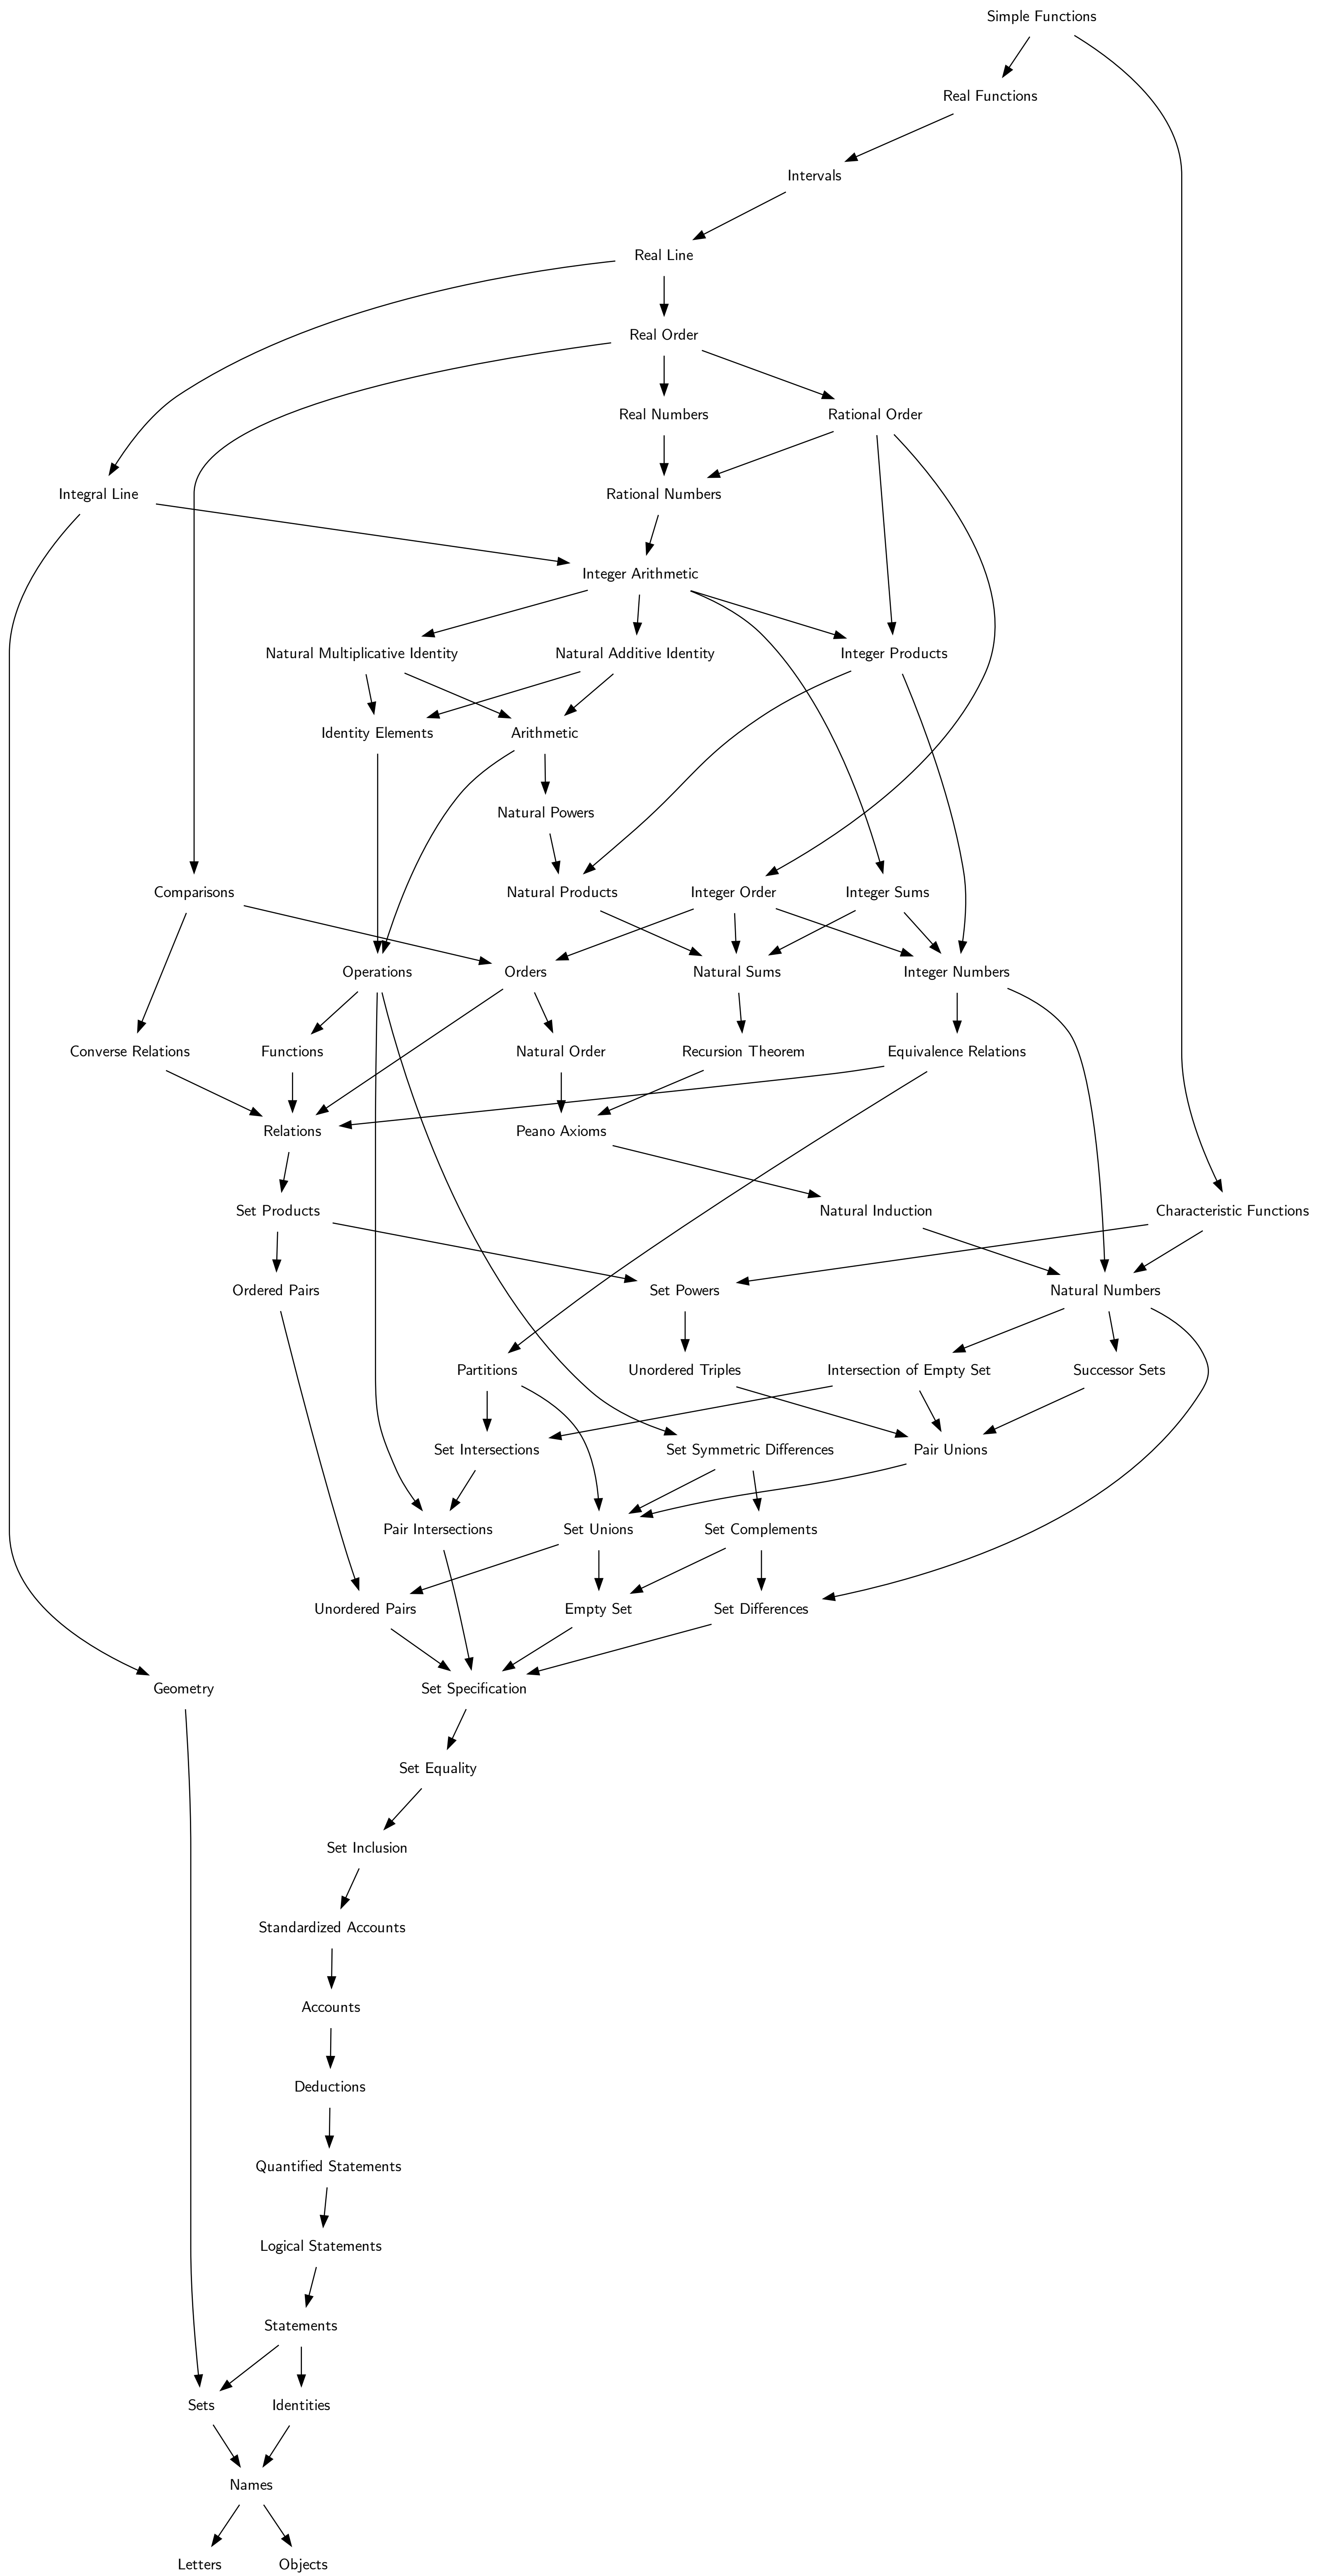 Simple Functions
Real Functions
Intervals
Real Line
Real Order
Real Numbers
Rational Order
Integral Line
Rational Numbers
Integer Arithmetic
Natural Multiplicative Identity
Natural Additive Identity
Integer Products
Identity Elements
Arithmetic
Natural Powers
Comparisons
Natural Products
Integer Order
Integer Sums
Operations
Orders
Natural Sums
Integer Numbers
Converse Relations
Functions
Natural Order
Recursion Theorem
Equivalence Relations
Relations
Peano Axioms
Set Products
Natural Induction
Characteristic Functions
Ordered Pairs
Set Powers
Natural Numbers
Partitions
Unordered Triples
Intersection of Empty Set
Successor Sets
Set Intersections
Set Symmetric Differences
Pair Unions
Pair Intersections
Set Unions
Set Complements
Unordered Pairs
Empty Set
Set Differences
Geometry
Set Specification
Set Equality
Set Inclusion
Standardized Accounts
Accounts
Deductions
Quantified Statements
Logical Statements
Statements
Sets
Identities
Names
Letters
Objects